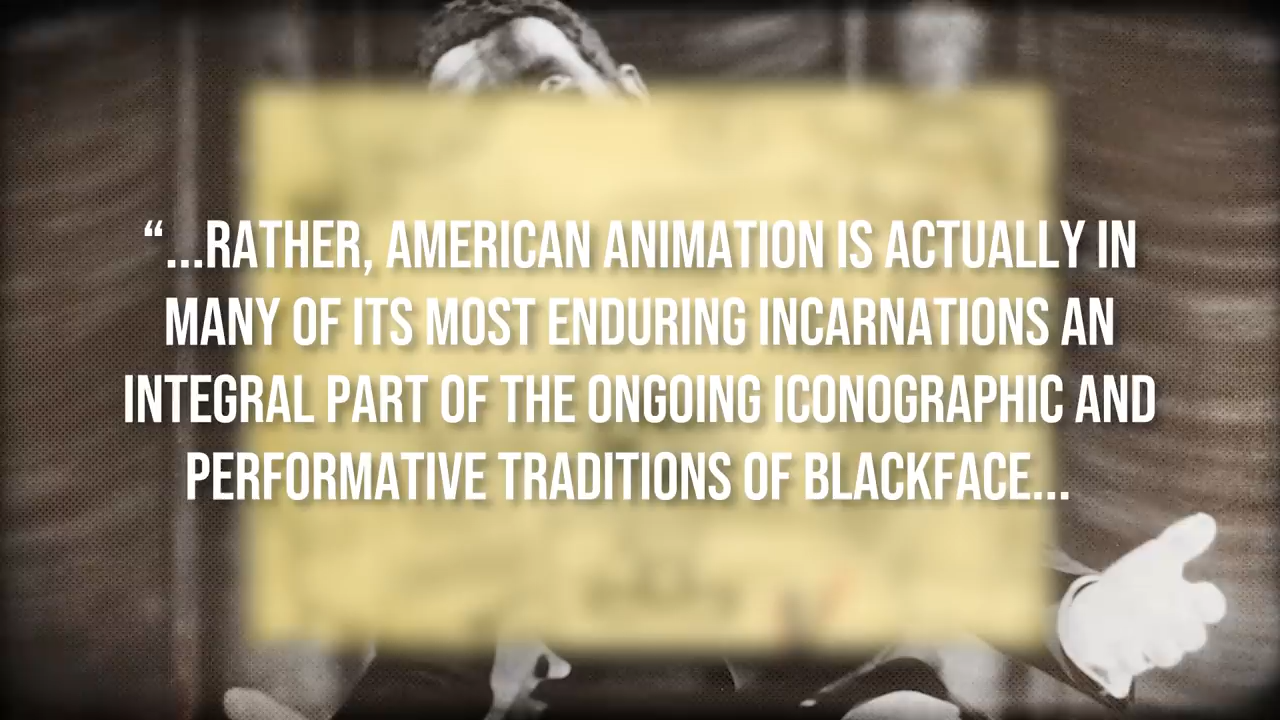 “...RATHER, AMERICAN ANIMATION IS ACTUALLY IN
MANY OF ITS MOST ENDURING INCARNATIONS AN
INTEGRAL PART OF THE ONGOING ICONOGRAPHIC AND
PERFORMATIVE TRADITIONS OF BLACKFACE...